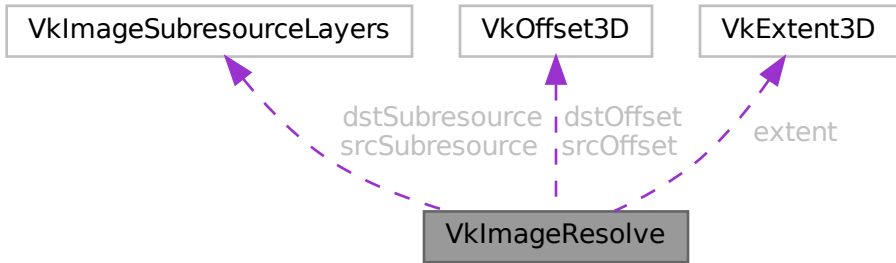 VkImageSubresourceLayers
VkOffset3D
VkExtent3D
dstSubresource
srcSubresource
dstOffset
srcOffset
extent
VkImageResolve